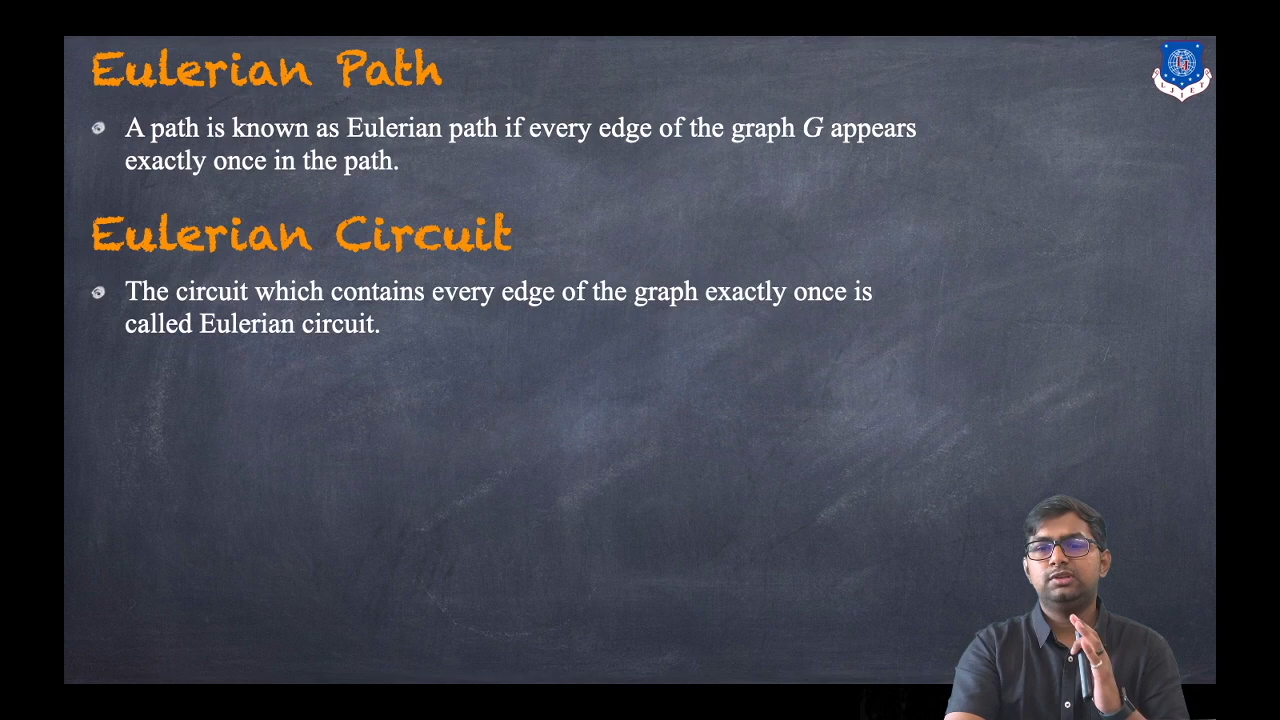 Eulerian Path
A path is known as Eulerian path if every edge of the graph G appears
exactly once in the path.
Eulerian Circuit
The circuit which contains every edge of the graph exactly once is
called Eulerian circuit.
L J I E T